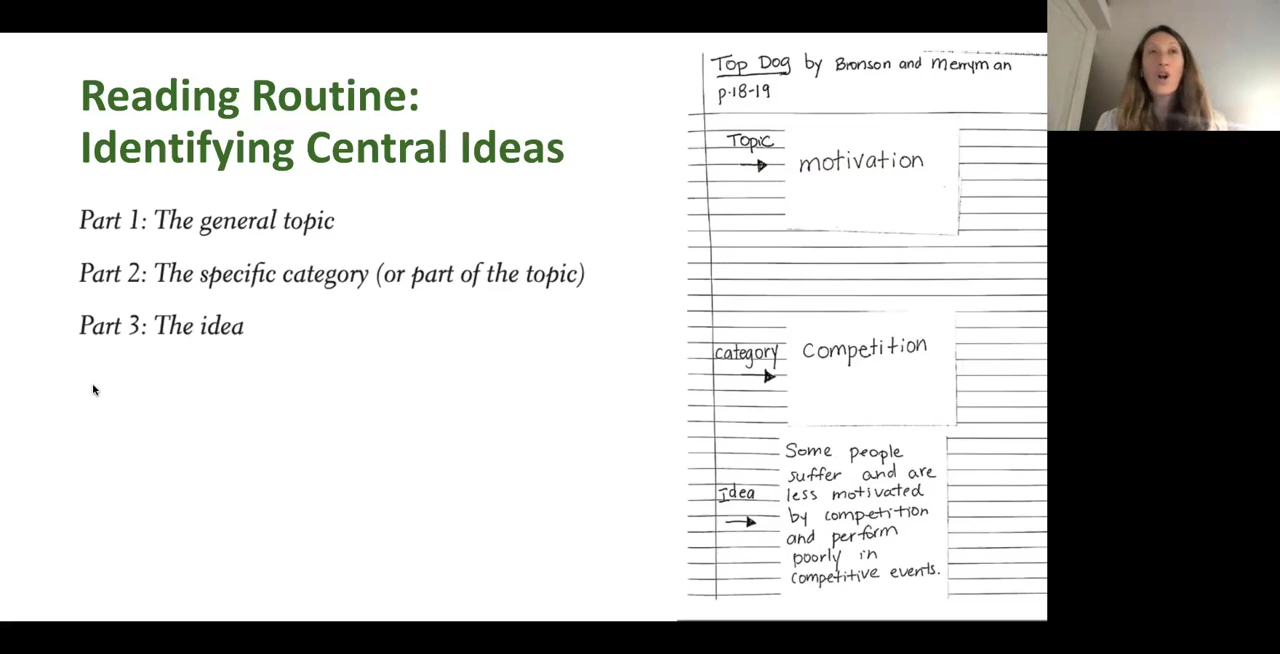 Reading Routine:
Identifying Central Ideas
Part 1: The general topic
Part 2: The specific category (or part of the topic)
Part 3: The idea
Top Dog by Bronson and Merryman
p.18-19
Topic
motivation
category
Competition
Idea
Some people
suffer and are
less motivated
by competition
and perform
poorly in
competitive events.